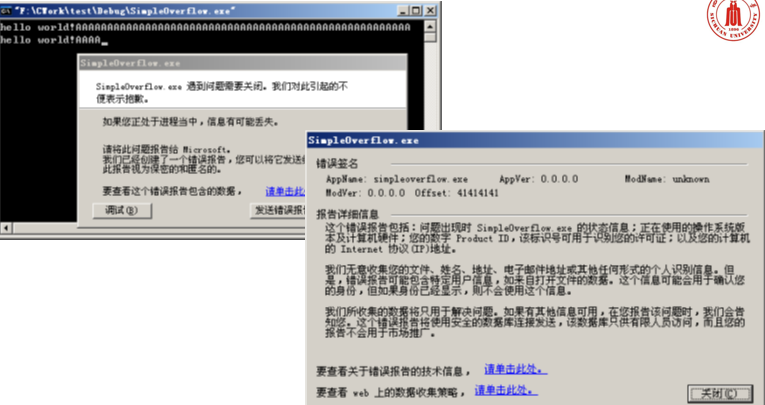 "F:\CWork\test\Debug\SimpleOverflow.exe"
hello world!AAAAAAAAAAAAAAAAAAAAAAAAAAAAAAAAAAAAAAAAAAAAAAAAAAAA
hello world!AAAA_
SimpleOverflow.exe
SimpleOverflow.exe 遇到问题需要关闭。我们对此引起的不
便表示抱歉。
如果您正处于进程当中，信息有可能丢失。
请将此问题报告给 Microsoft。
我们已经创建了一个错误报告，您可以将它发送
此报告视为保密的和匿名的。
要查看这个错误报告包含的数据， 请单击此
调试(B)
发送错误报
SimpleOverflow.exe
错误签名
AppName: simpleoverflow.exe AppVer: 0.0.0.0 ModName: unknown
ModVer: 0.0.0.0 Offset: 41414141
报告详细信息
这个错误报告包括：问题出现时 SimpleOverflow.exe 的状态信息；正在使用的操作系统版
本及计算机硬件；您的数字 Product ID，该标识号可用于识别您的许可证；以及您的计算机
的 Internet 协议(IP)地址。
我们无意收集您的文件、姓名、地址、电子邮件地址或其他任何形式的个人识别信息。但
是，错误报告可能包含特定用户信息，如来自打开文件的数据。这个信息可能会用于确认您
的身份，但如果身份已经显示，则不会使用这个信息。
我们所收集的数据将只用于解决问题。如果有其他信息可用，在您报告该问题时，我们会告
知您。这个错误报告将使用安全的数据库连接发送，该数据库只供有限人员访问，而且您的
报告不会用于市场推广。
要查看关于错误报告的技术信息， 请单击此处。
要查看 web 上的数据收集策略， 请单击此处。
关闭(C)